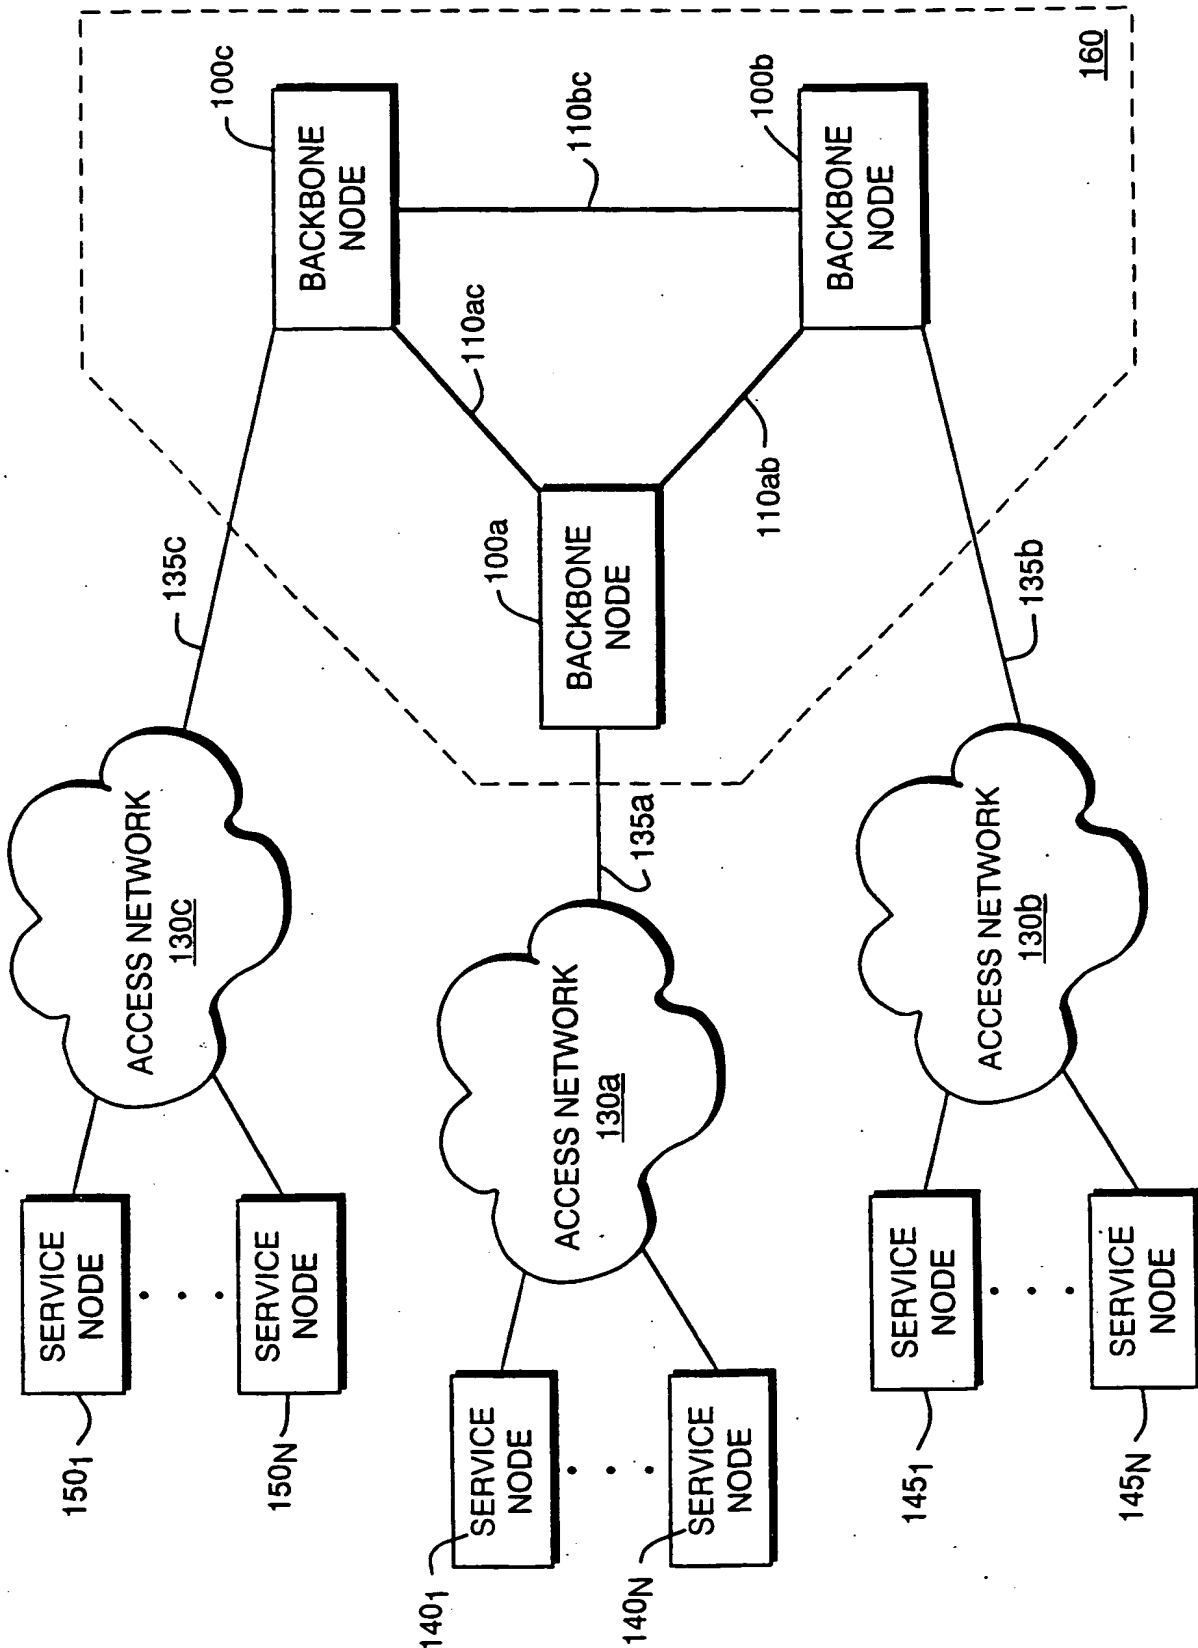 150₁
SERVICE
NODE
150N
SERVICE
NODE
ACCESS NETWORK
130c
135c
100c
BACKBONE
NODE
140₁
SERVICE
NODE
140N
SERVICE
NODE
ACCESS NETWORK
130a
135a
100a
BACKBONE
NODE
110ac
110bc
110ab
145₁
SERVICE
NODE
145N
SERVICE
NODE
ACCESS NETWORK
130b
135b
100b
BACKBONE
NODE
160